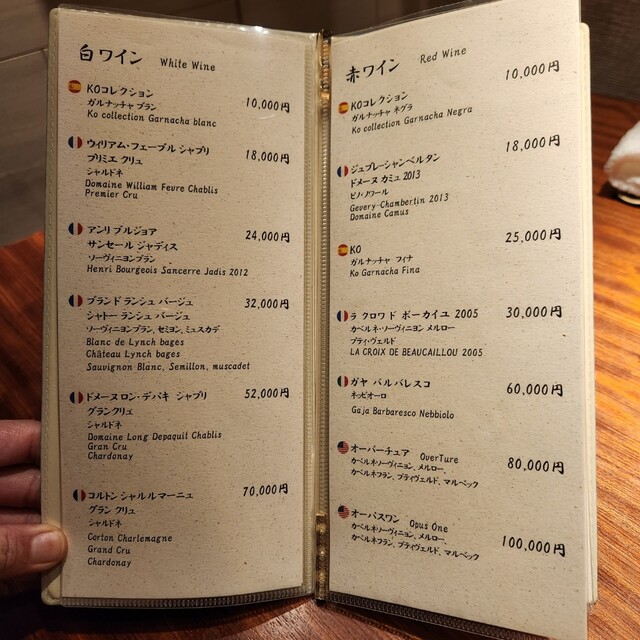 白ワイン White Wine
KOコレクション 10,000円
ガルナッチャ ブラン
Ko collection Garnacha blanc
ウィリアム・フェーブル シャブリ 18,000円
プリミエ クリュ
シャルドネ
Domaine William Fevre Chablis
Premier Cru
アンリ ブルジョア 24,000円
サンセール ジャディス
ソーヴィニヨンブラン
Henri Bourgeois Sancerre Jadis 2012
ブランド ランシュ バージュ 32,000円
シャトー ランシュ バージュ
ソーヴィニヨンブラン, セミヨン, ミュスカデ
Blanc de Lynch bages
Château Lynch bages
Sauvignon Blanc, Semillon, muscadet
ドメーヌ ロン・デパキ シャブリ 52,000円
グランクリュ
シャルドネ
Domaine Long Depaquit Chablis
Gran Cru
Chardonay
コルトン シャルルマーニュ 70,000円
グラン クリュ
シャルドネ
Corton Charlemagne
Grand Cru
Chardonay
赤ワイン Red Wine
KOコレクション 10,000円
ガルナッチャ ネグラ
Ko collection Garnacha Negra
ジュブレーシャンベルタン 18,000円
ドメーヌ カミュ 2013
ピノ・ノワール
Gevery-Chambertin 2013
Domaine Camus
KO 25,000円
ガルナッチャ フィナ
Ko Garnacha Fina
ラ クロワ ド ボーカイユ 2005 30,000円
カベルネ・ソーヴィニヨン メルロー
プティ・ヴェルド
LA CROIX DE BEAUCAILLOU 2005
ガヤ バルバレスコ 60,000円
ネッビオーロ
Gaja Barbaresco Nebbiolo
オーバーチュア OverTure 80,000円
カベルネソーヴィニヨン, メルロー,
カベルネフラン, プティヴェルド, マルベック
オーパスワン Opus One 100,000円
カベルネソーヴィニヨン, メルロー,
カベルネフラン, プティヴェルド, マルベック